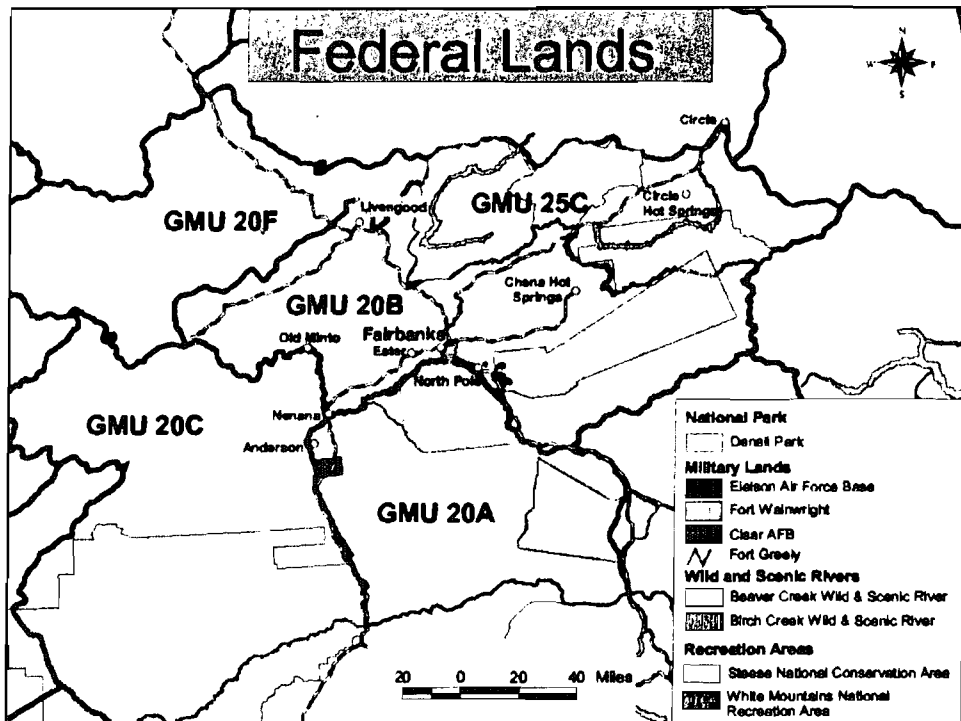 Federal Lands
N
W
S
Circle
Livengood
GMU 25C
Circle
Hot Springs
GMU 20F
Chena Hot
Springs
GMU 20B
Old Minto
Fairbanks
Ester
North Pole
Nenana
GMU 20C
Anderson
GMU 20A
National Park
Denali Park
Military Lands
Eielson Air Force Base
Fort Wainwright
Clear AFB
Fort Greely
Wild and Scenic Rivers
Beaver Creek Wild & Scenic River
Birch Creek Wild & Scenic River
Recreation Areas
Steese National Conservation Area
White Mountains National
Recreation Area
20 0 20 40 Miles